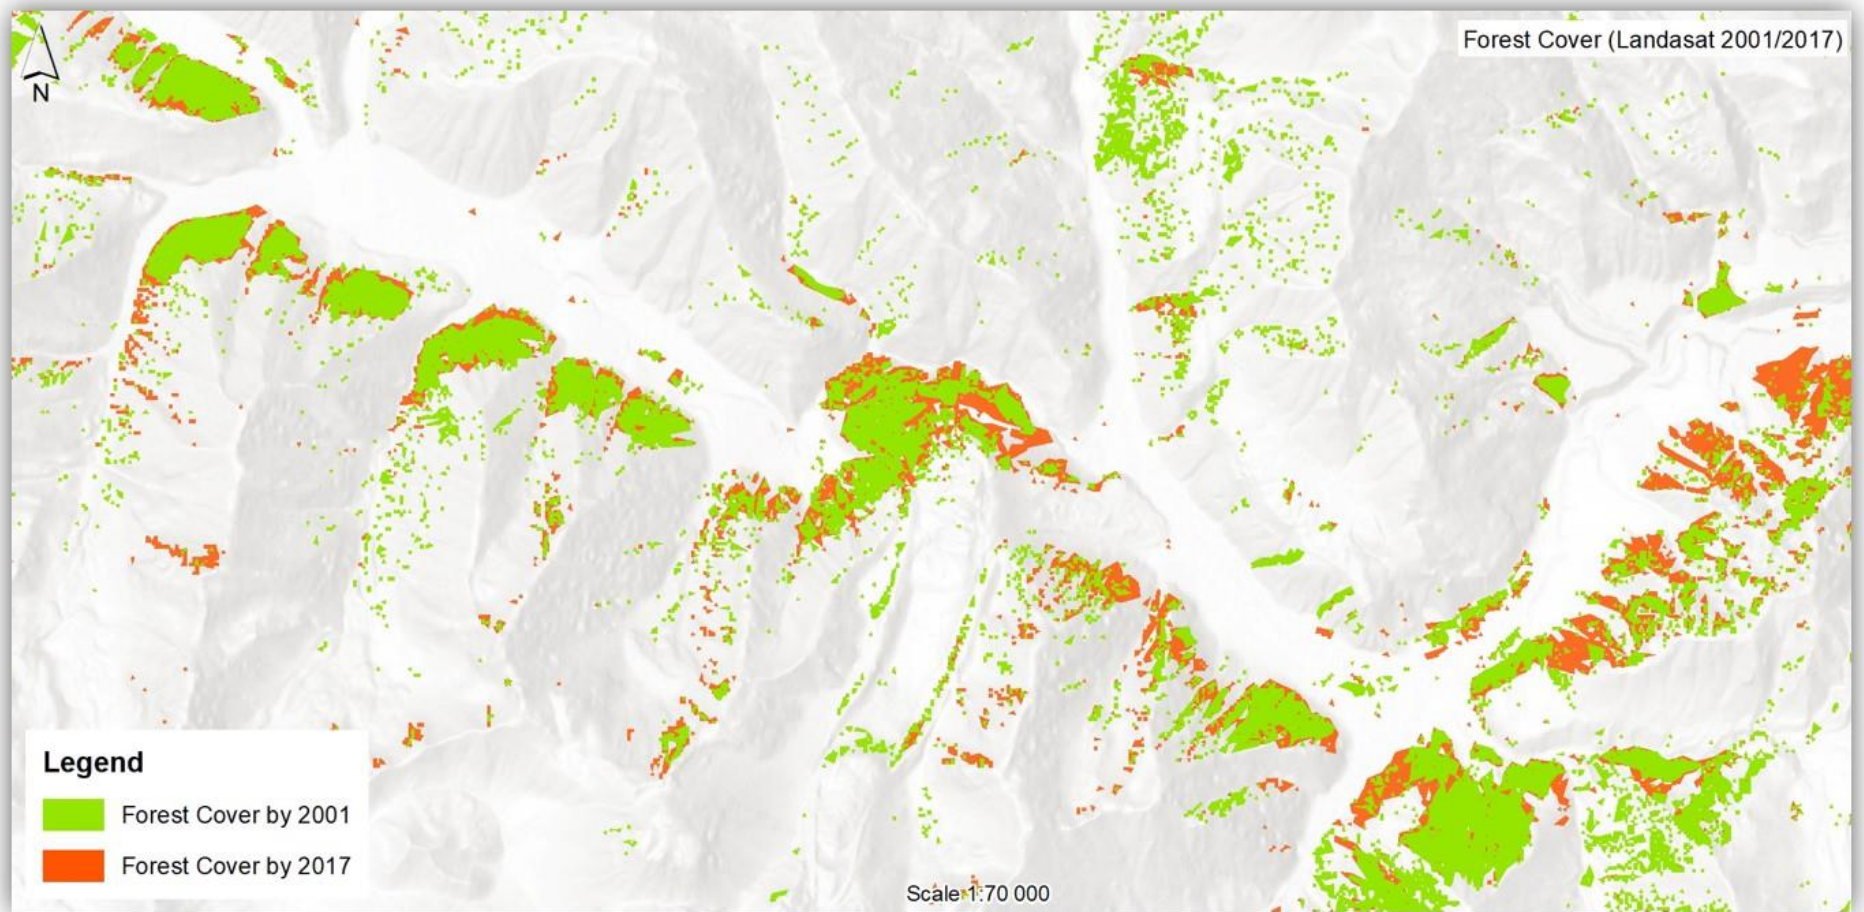 Forest Cover (Landasat 2001/2017)
N
Legend
Forest Cover by 2001
Forest Cover by 2017
Scale 1:70 000